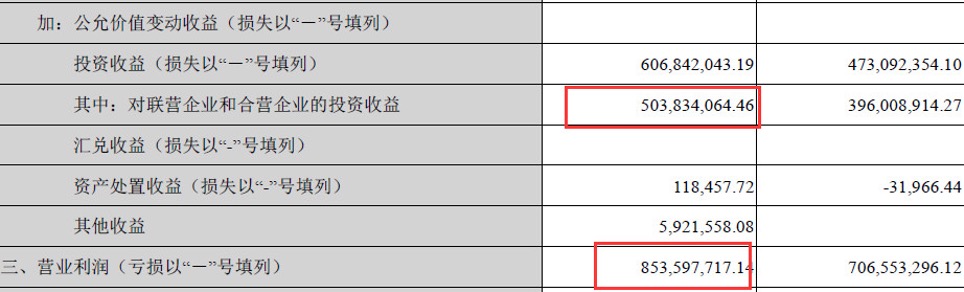 加：公允价值变动收益（损失以“－”号填列）
投资收益（损失以“－”号填列） 606,842,043.19 473,092,354.10
其中：对联营企业和合营企业的投资收益 503,834,064.46 396,008,914.27
汇兑收益（损失以“-”号填列）
资产处置收益（损失以“-”号填列） 118,457.72 -31,966.44
其他收益 5,921,558.08
三、营业利润（亏损以“－”号填列） 853,597,717.14 706,553,296.12